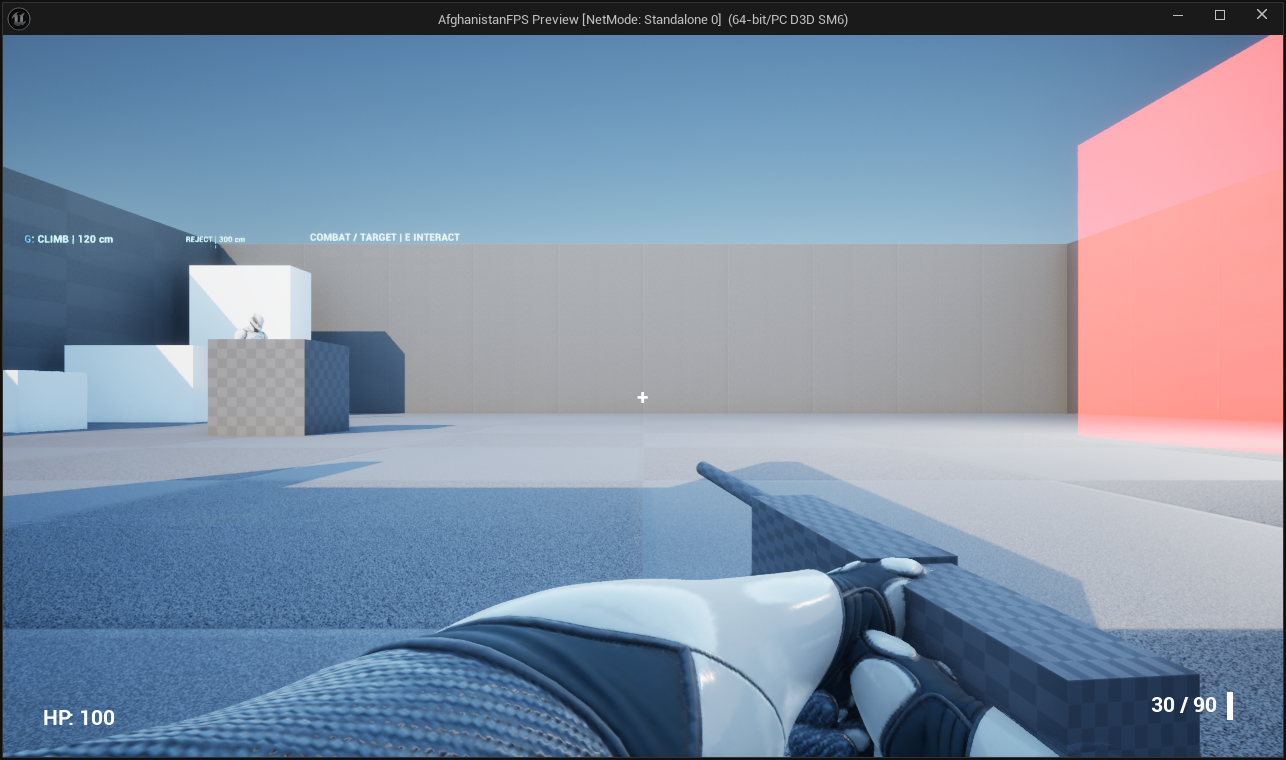 AfghanistanFPS Preview [NetMode: Standalone 0] (64-bit/PC D3D SM6)
G: CLIMB | 120 cm
REJECT | 300 cm
COMBAT / TARGET | E INTERACT
HP: 100
30 / 90